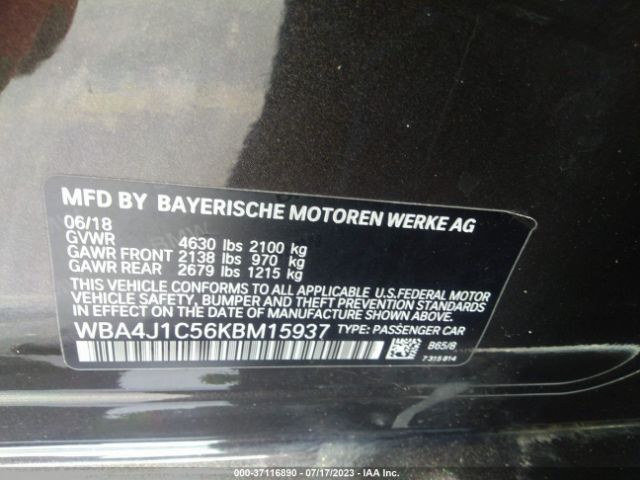 MFD BY BAYERISCHE MOTOREN WERKE AG
06/18
GVWR 4630 lbs 2100 kg
GAWR FRONT 2138 lbs 970 kg
GAWR REAR 2679 lbs 1215 kg
THIS VEHICLE CONFORMS TO ALL APPLICABLE U.S.FEDERAL MOTOR
VEHICLE SAFETY, BUMPER AND THEFT PREVENTION STANDARDS
IN EFFECT ON THE DATE OF MANUFACTURE SHOWN ABOVE.
WBA4J1C56KBM15937 TYPE: PASSENGER CAR
B65/8
7315814
000-37116890 - 07/17/2023 - IAA Inc.